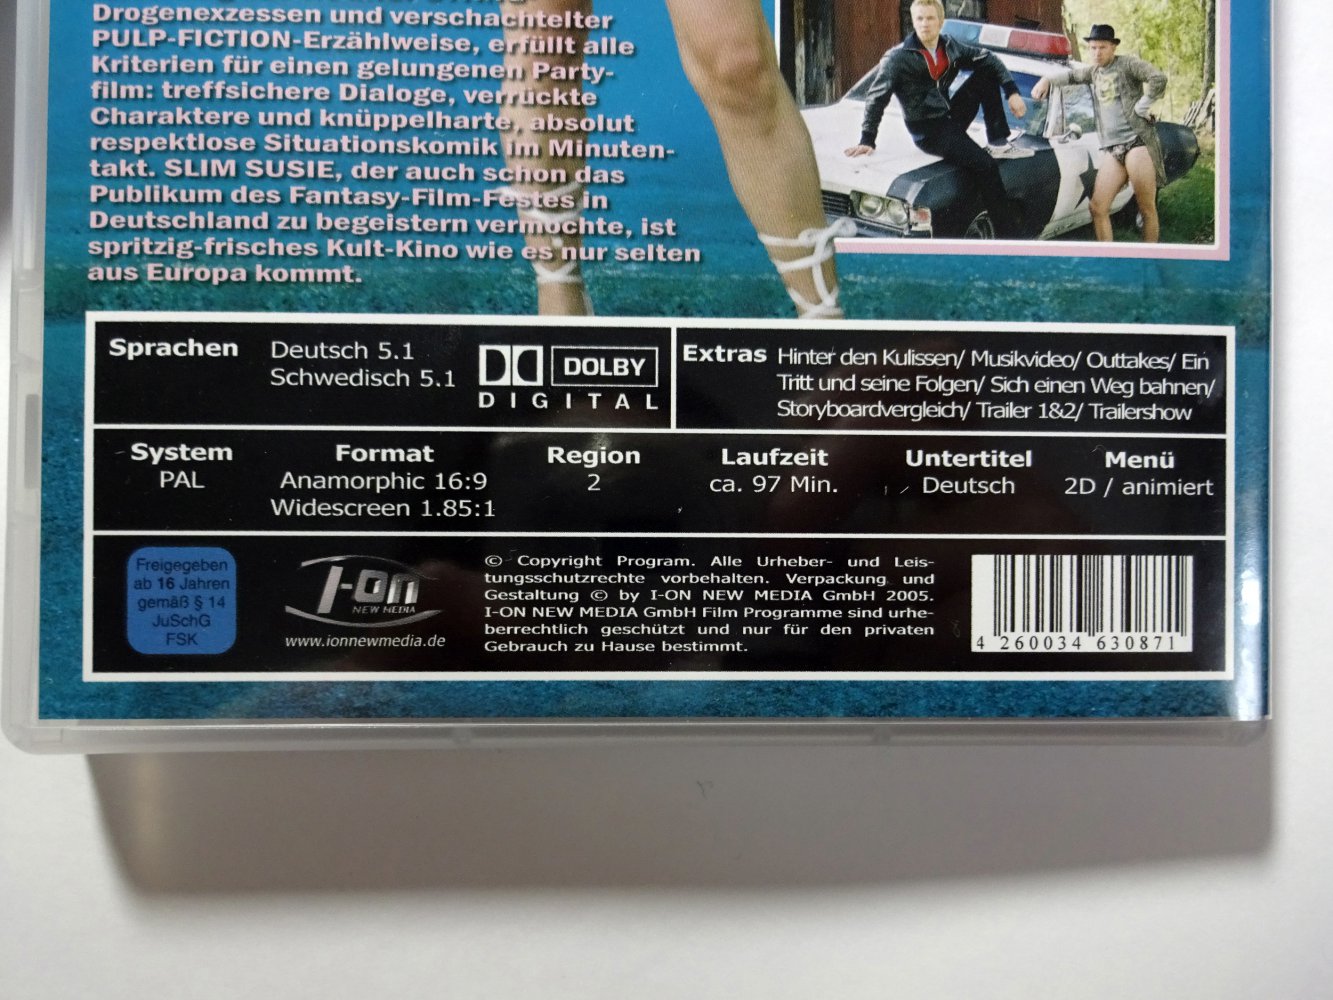 Drogenexzessen und verschachtelter
PULP-FICTION-Erzählweise, erfüllt alle
Kriterien für einen gelungenen Party-
film: treffsichere Dialoge, verrückte
Charaktere und knüppelharte, absolut
respektlose Situationskomik im Minuten-
takt. SLIM SUSIE, der auch schon das
Publikum des Fantasy-Film-Festes in
Deutschland zu begeistern vermochte, ist
spritzig-frisches Kult-Kino wie es nur selten
aus Europa kommt.
Sprachen
Deutsch 5.1
Schwedisch 5.1
DOLBY
DIGITAL
Extras
Hinter den Kulissen/ Musikvideo/ Outtakes/ Ein
Tritt und seine Folgen/ Sich einen Weg bahnen/
Storyboardvergleich/ Trailer 1&2/ Trailershow
System
PAL
Format
Anamorphic 16:9
Widescreen 1.85:1
Region
2
Laufzeit
ca. 97 Min.
Untertitel
Deutsch
Menü
2D / animiert
Freigegeben
ab 16 Jahren
gemäß § 14
JuSchG
FSK
I-ON
NEW MEDIA
www.ionnewmedia.de
© Copyright Program. Alle Urheber- und Leis-
tungsschutzrechte vorbehalten. Verpackung und
Gestaltung © by I-ON NEW MEDIA GmbH 2005.
I-ON NEW MEDIA GmbH Film Programme sind urhe-
berrechtlich geschützt und nur für den privaten
Gebrauch zu Hause bestimmt.
4 260034 630871